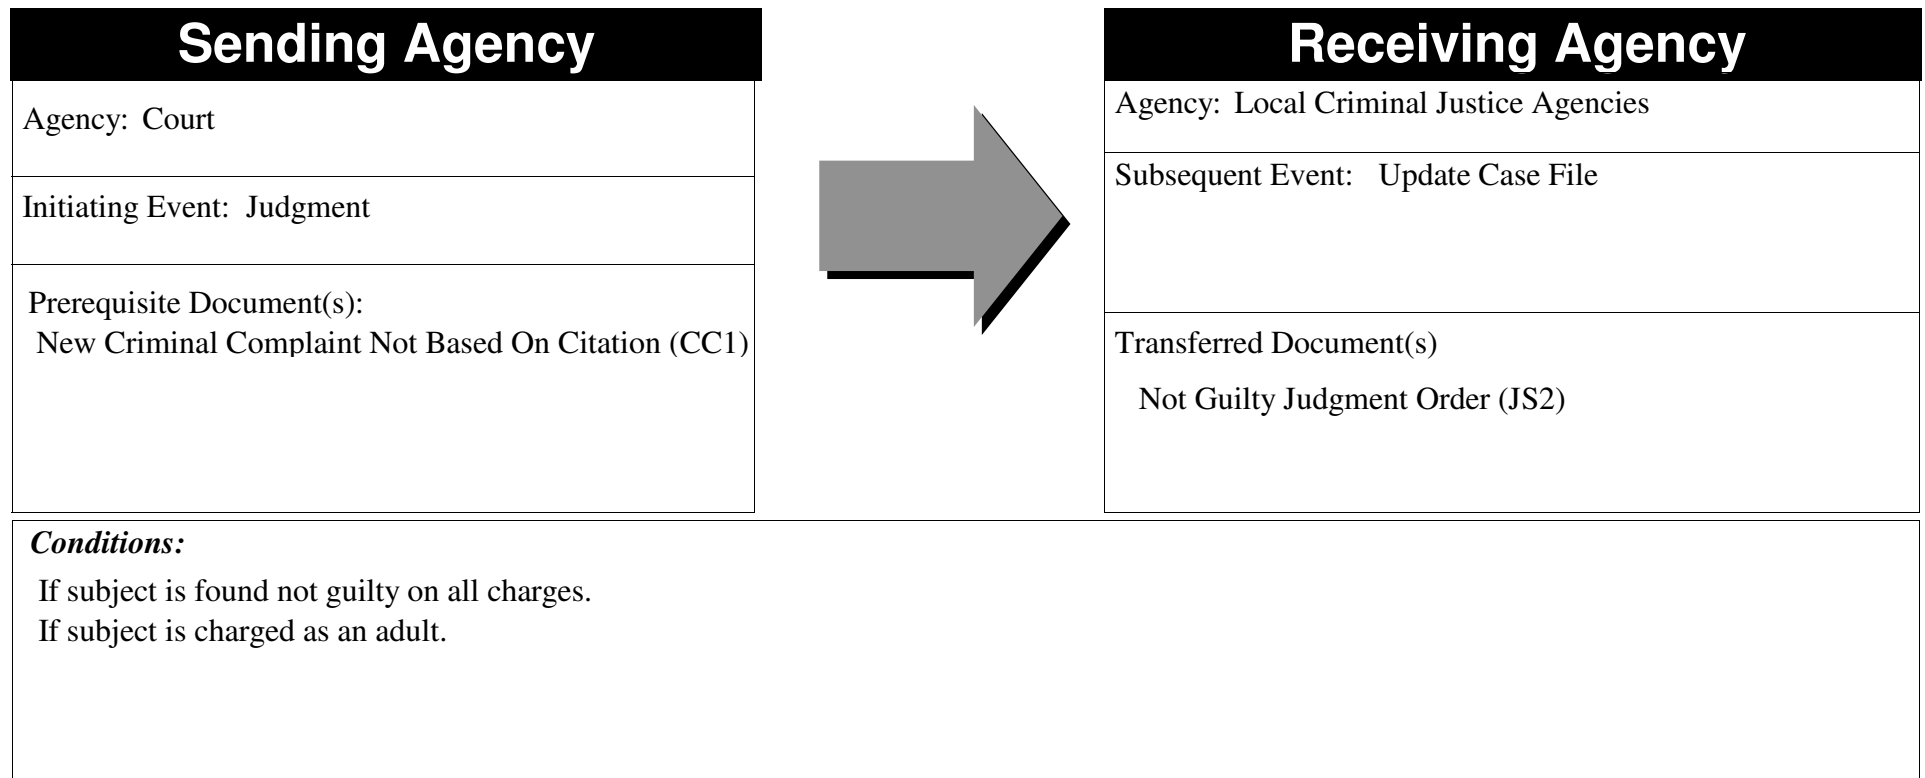 Sending Agency
Agency: Court
Initiating Event: Judgment
Prerequisite Document(s):
New Criminal Complaint Not Based On Citation (CC1)
Receiving Agency
Agency: Local Criminal Justice Agencies
Subsequent Event: Update Case File
Transferred Document(s)
Not Guilty Judgment Order (JS2)
Conditions:
If subject is found not guilty on all charges.
If subject is charged as an adult.